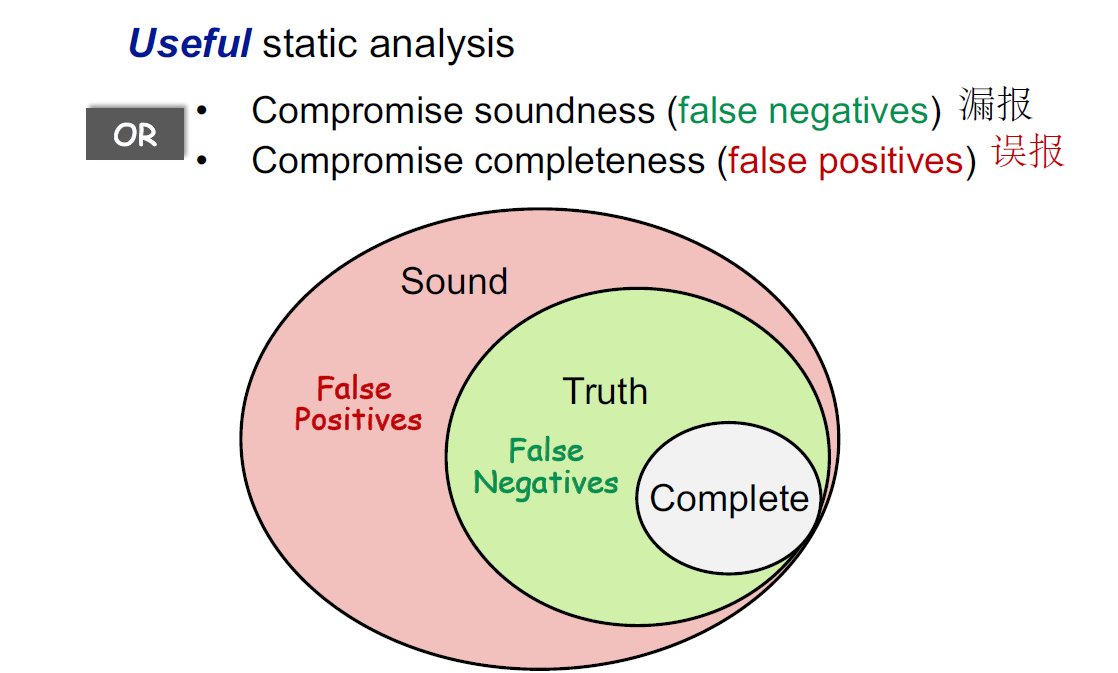 Useful static analysis
OR
• Compromise soundness (false negatives) 漏报
• Compromise completeness (false positives) 误报
Sound
False
Positives
Truth
False
Negatives
Complete